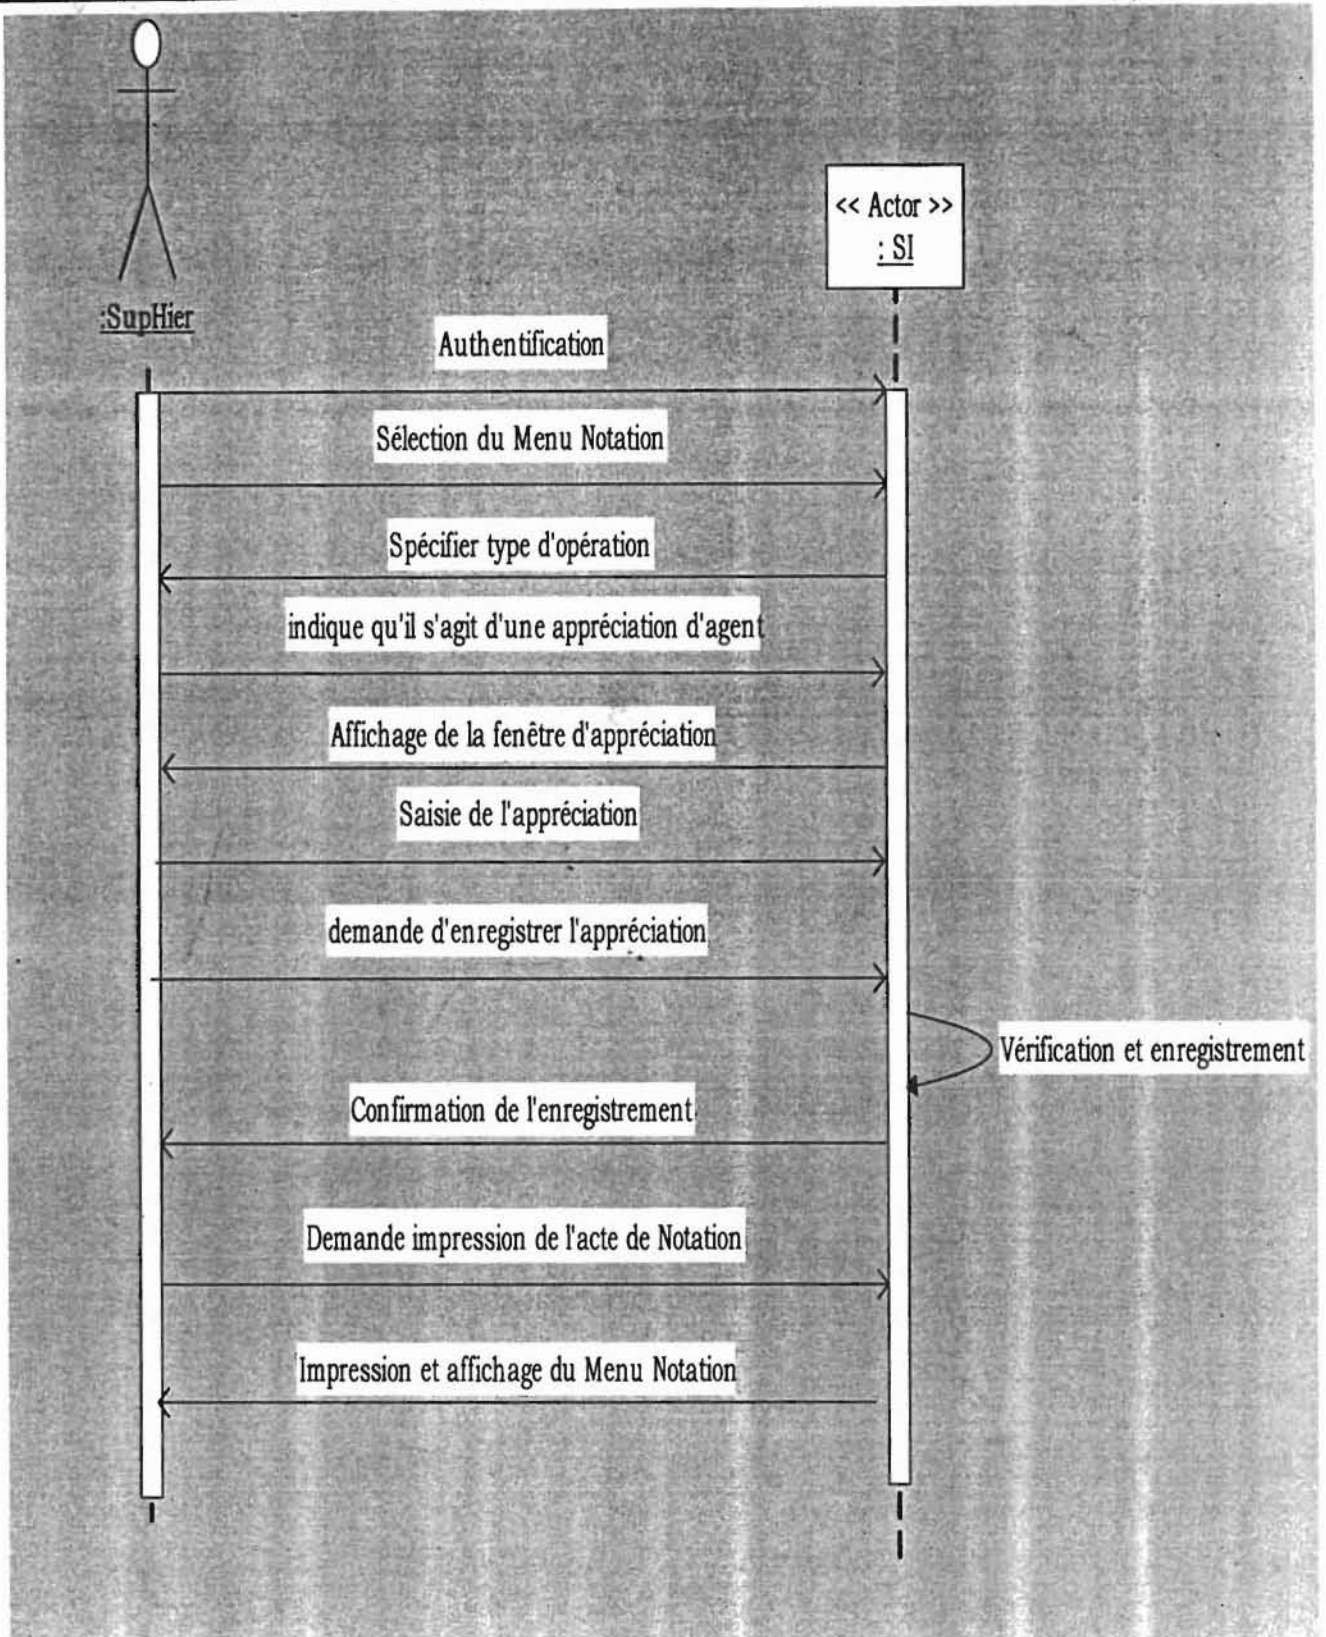 << Actor >>
: SI
:SupHier
Authentification
Sélection du Menu Notation
Spécifier type d'opération
indique qu'il s'agit d'une appréciation d'agent
Affichage de la fenêtre d'appréciation
Saisie de l'appréciation
demande d'enregistrer l'appréciation
Vérification et enregistrement
Confirmation de l'enregistrement
Demande impression de l'acte de Notation
Impression et affichage du Menu Notation